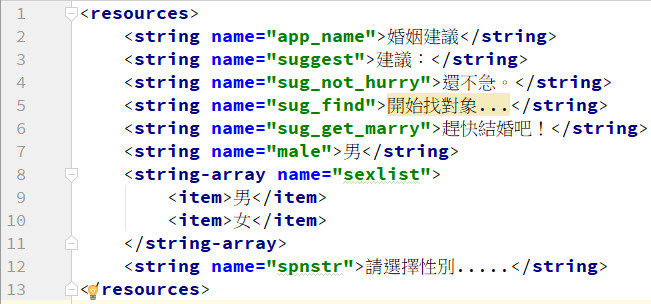 1 <resources>
2 <string name="app_name">婚姻建議</string>
3 <string name="suggest">建議：</string>
4 <string name="sug_not_hurry">還不急。</string>
5 <string name="sug_find">開始找對象...</string>
6 <string name="sug_get_marry">趕快結婚吧！</string>
7 <string name="male">男</string>
8 <string-array name="sexlist">
9 <item>男</item>
10 <item>女</item>
11 </string-array>
12 <string name="spnstr">請選擇性別.....</string>
13 </resources>